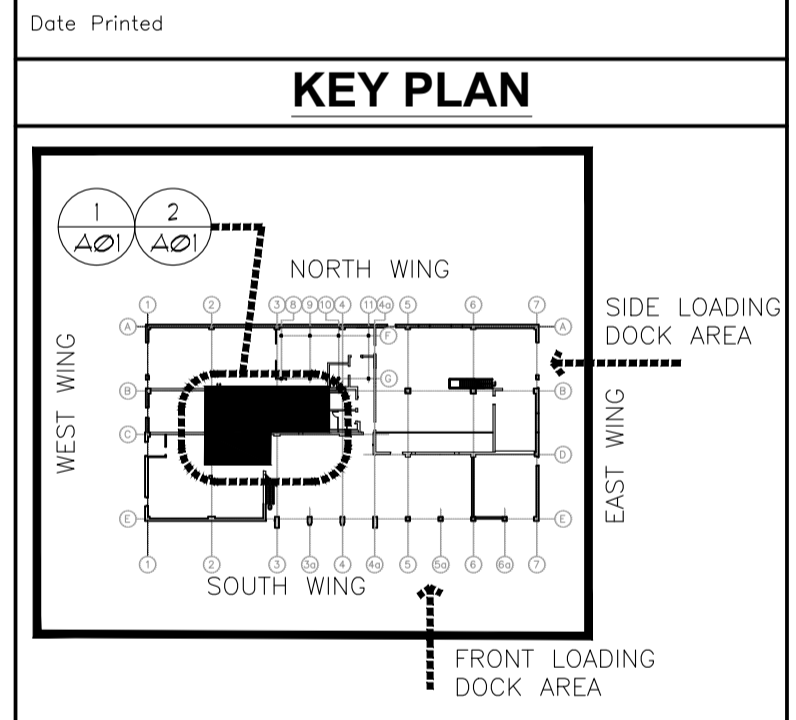 Date Printed
KEY PLAN
1 2
AØ1 AØ1
NORTH WING
1 2 3 8 9 10 4 11 4a 5 6 7
SIDE LOADING
DOCK AREA
A F A
WEST WING
B G B
EAST WING
C D
E E
1 2 3 3a 4 4a 5 5a 6 6a 7
SOUTH WING
FRONT LOADING
DOCK AREA